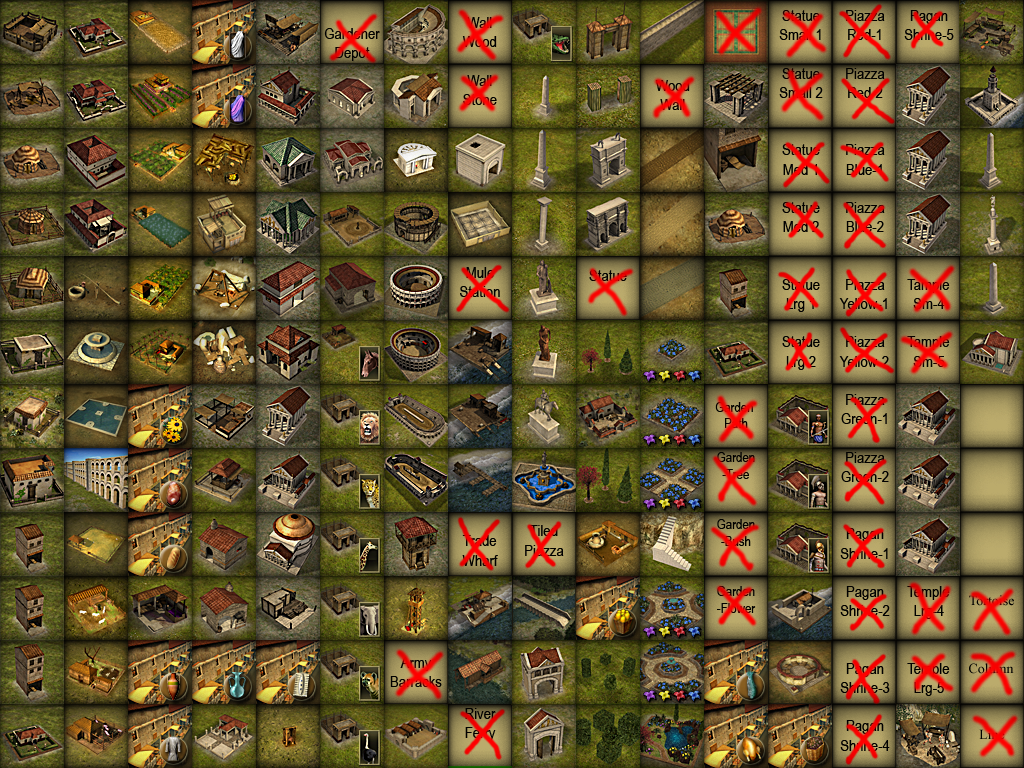 Gardener
Depot
Wall
Wood
Statue
Small 1
Piazza
Red-1
Pagan
Shrine-5
Wall
Stone
Wood
Wall
Statue
Small 2
Piazza
Red-2
Statue
Med 1
Piazza
Blue-1
Statue
Med 2
Piazza
Blue-2
Mule
Station
Statue
Statue
Lrg 1
Piazza
Yellow-1
Temple
Sm-4
Statue
Lrg 2
Piazza
Yellow-2
Temple
Sm-5
Garden
Path
Piazza
Green-1
Garden
-Tree
Piazza
Green-2
Trade
Wharf
Tiled
Piazza
Garden
-Bush
Pagan
Shrine-1
Garden
-Flower
Pagan
Shrine-2
Temple
Lrg-4
Tortoise
Army
Barracks
Pagan
Shrine-3
Temple
Lrg-5
Column
River
Ferry
Pagan
Shrine-4